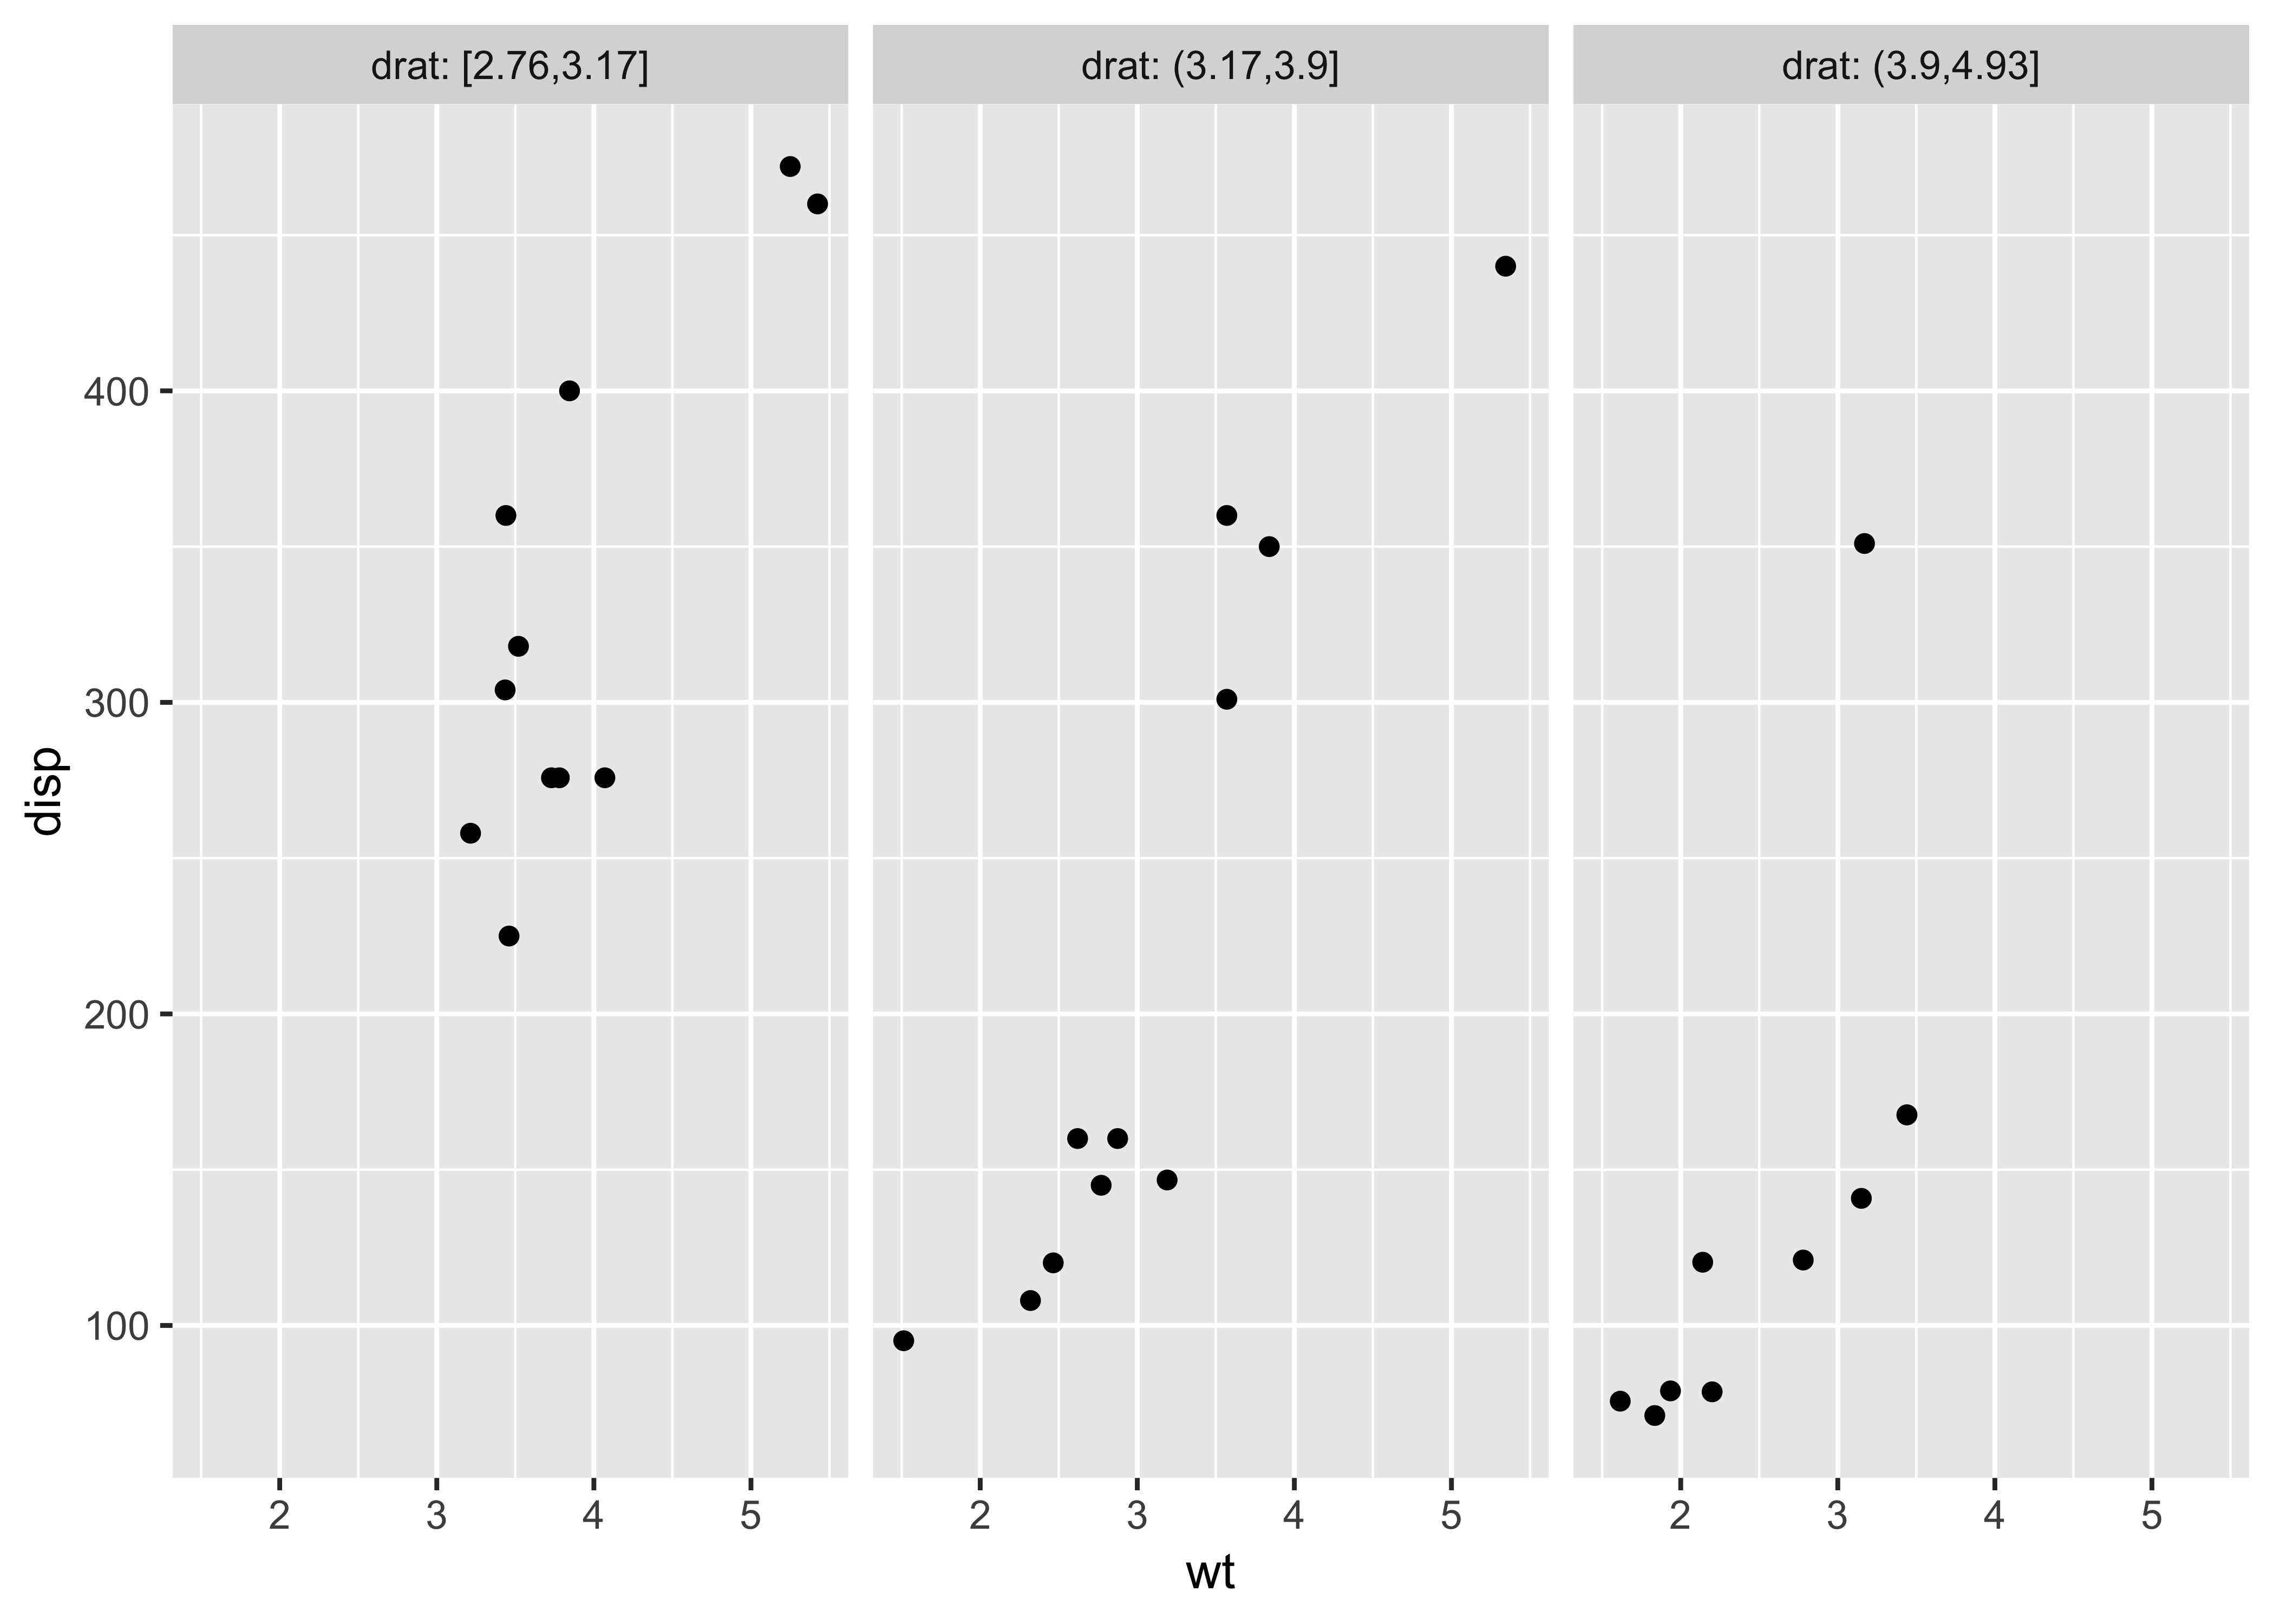 drat: [2.76,3.17]
drat: (3.17,3.9]
drat: (3.9,4.93]
400
300
200
100
disp
2 3 4 5
2 3 4 5
2 3 4 5
wt